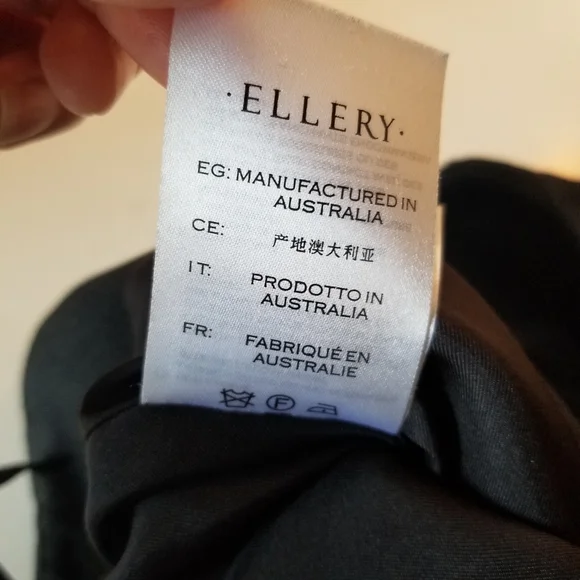 ·ELLERY·
EG: MANUFACTURED IN
AUSTRALIA
CE: 产地澳大利亚
IT: PRODOTTO IN
AUSTRALIA
FR: FABRIQUÉ EN
AUSTRALIE
F